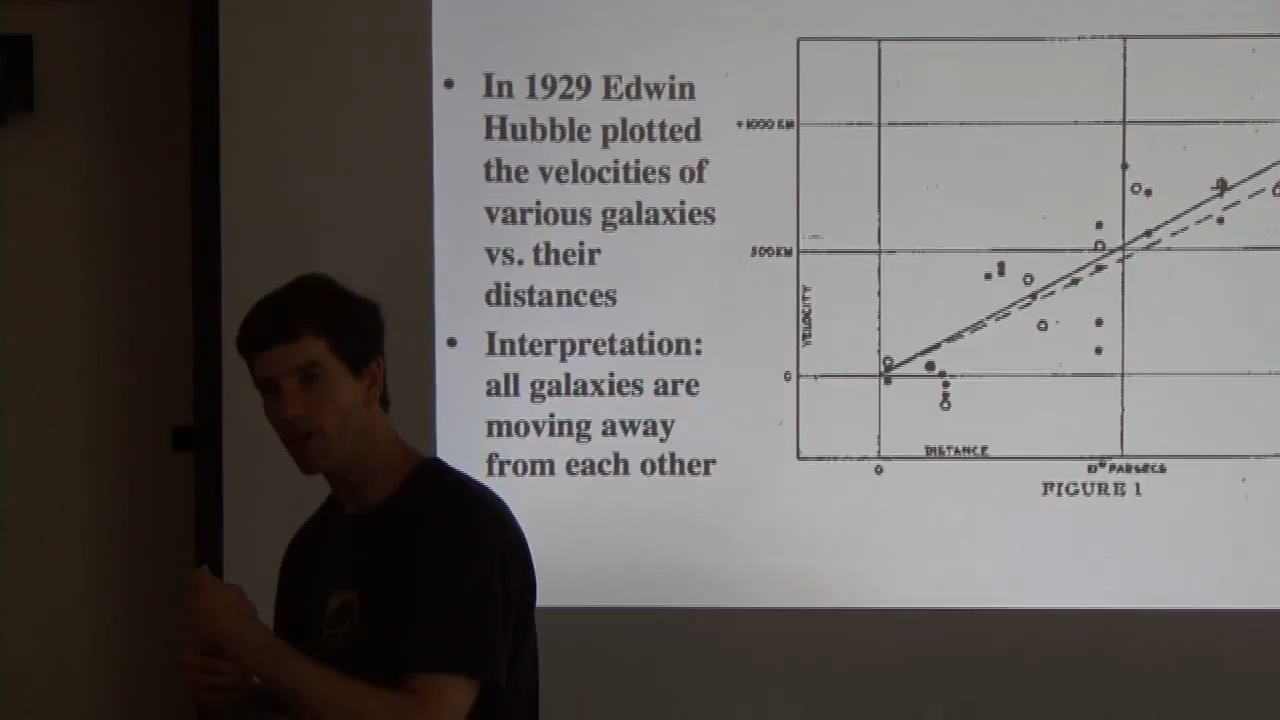 • In 1929 Edwin
Hubble plotted
the velocities of
various galaxies
vs. their
distances
• Interpretation:
all galaxies are
moving away
from each other
+1000 KM
500 KM
VELOCITY
0
DISTANCE
0
PARSECS
FIGURE 1